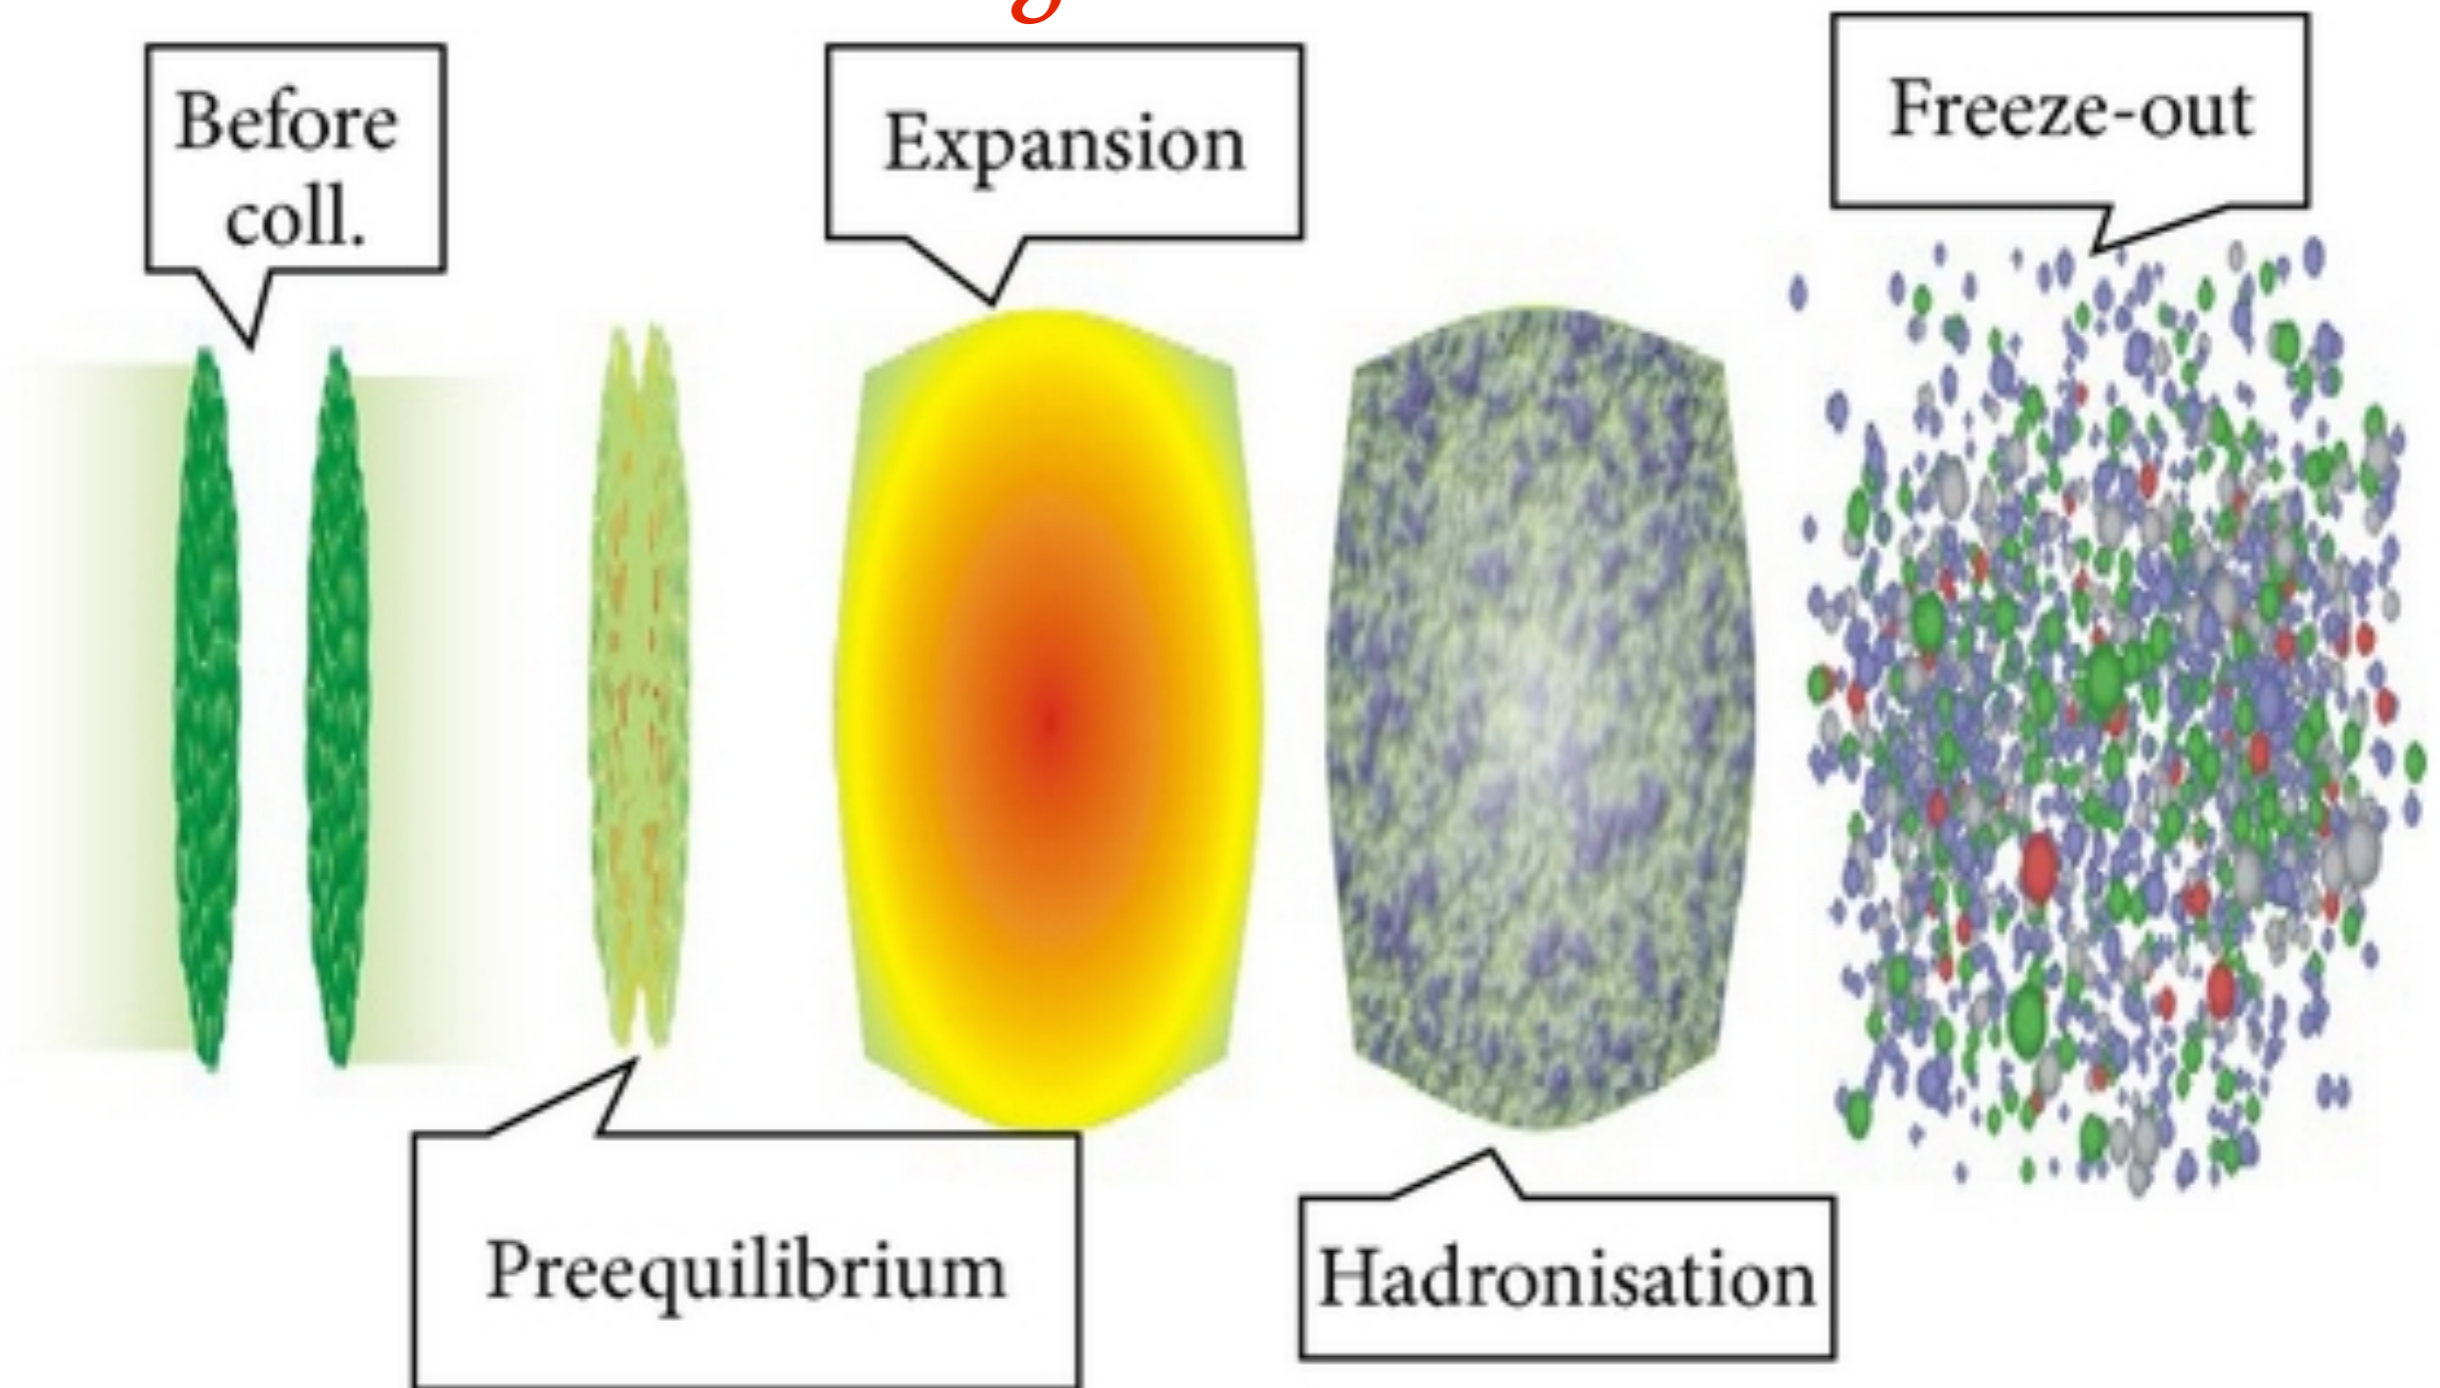 Before
coll.
Expansion
Freeze-out
Preequilibrium
Hadronisation